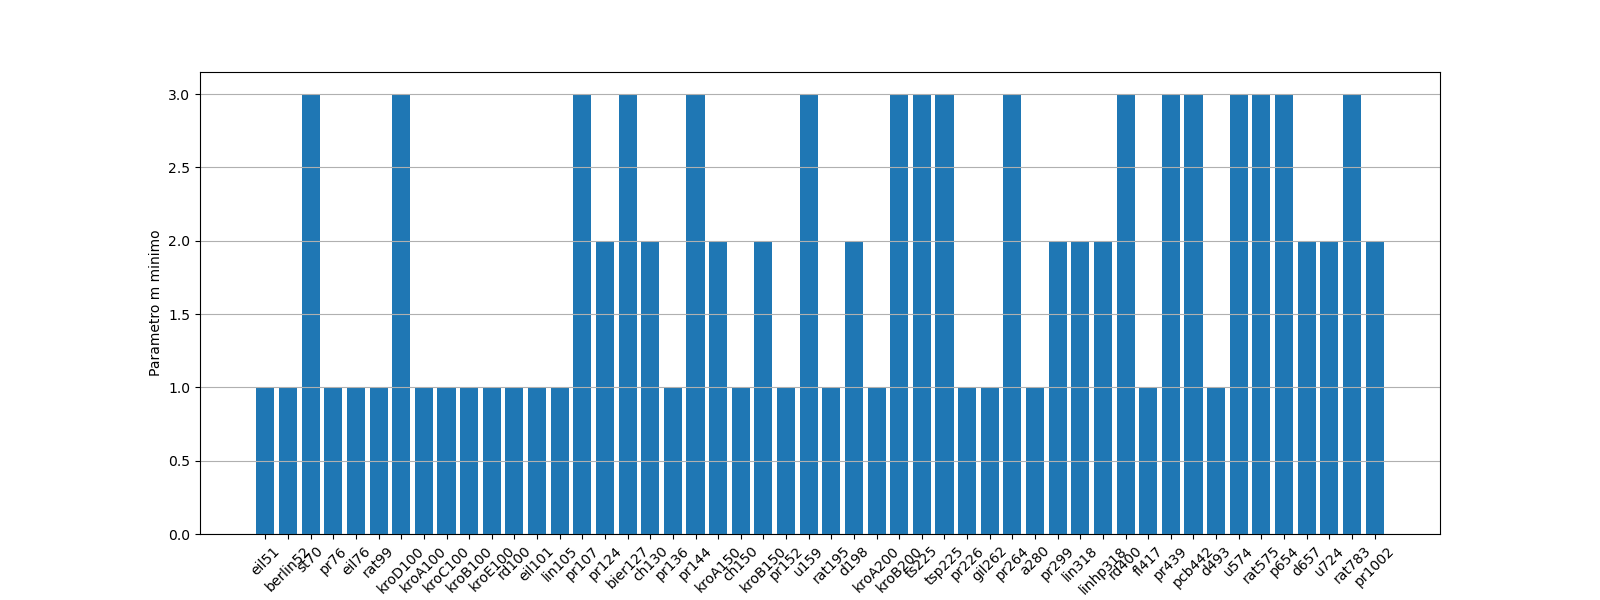 3.0
2.5
2.0
1.5
1.0
0.5
0.0
Parametro m minimo
eil51
berlin52
st70
pr76
eil76
rat99
kroD100
kroA100
kroC100
kroB100
kroE100
rd100
eil101
lin105
pr107
pr124
bier127
ch130
pr136
pr144
kroA150
ch150
kroB150
pr152
u159
rat195
d198
kroA200
kroB200
ts225
tsp225
pr226
gil262
pr264
a280
pr299
lin318
linhp318
rd400
fl417
pr439
pcb442
d493
u574
rat575
p654
d657
u724
rat783
pr1002